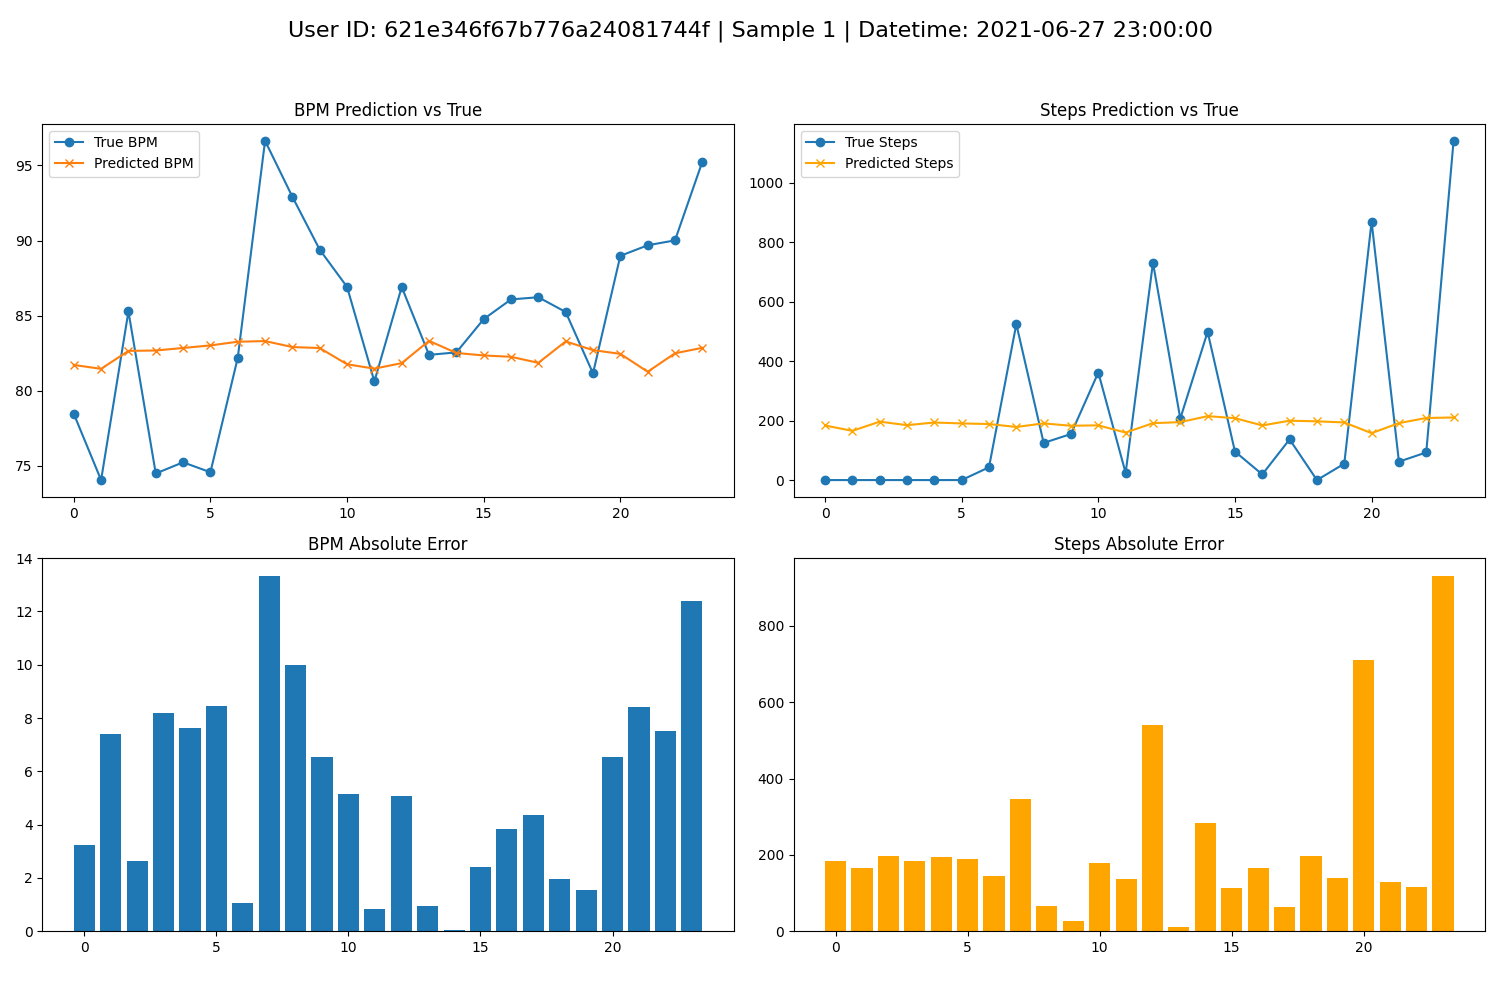 User ID: 621e346f67b776a24081744f | Sample 1 | Datetime: 2021-06-27 23:00:00
BPM Prediction vs True
True BPM
Predicted BPM
95
90
85
80
75
0 5 10 15 20
Steps Prediction vs True
True Steps
Predicted Steps
1000
800
600
400
200
0
0 5 10 15 20
BPM Absolute Error
14
12
10
8
6
4
2
0
0 5 10 15 20
Steps Absolute Error
800
600
400
200
0
0 5 10 15 20